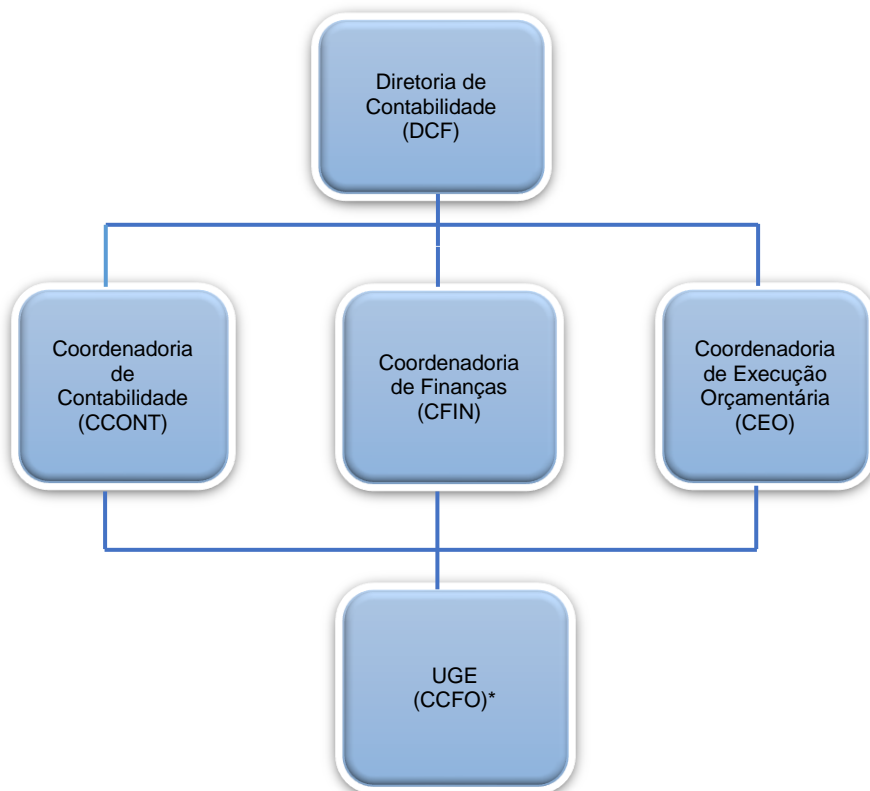 Diretoria de
Contabilidade
(DCF)
Coordenadoria
de
Contabilidade
(CCONT)
Coordenadoria
de Finanças
(CFIN)
Coordenadoria
de Execução
Orçamentária
(CEO)
UGE
(CCFO)*